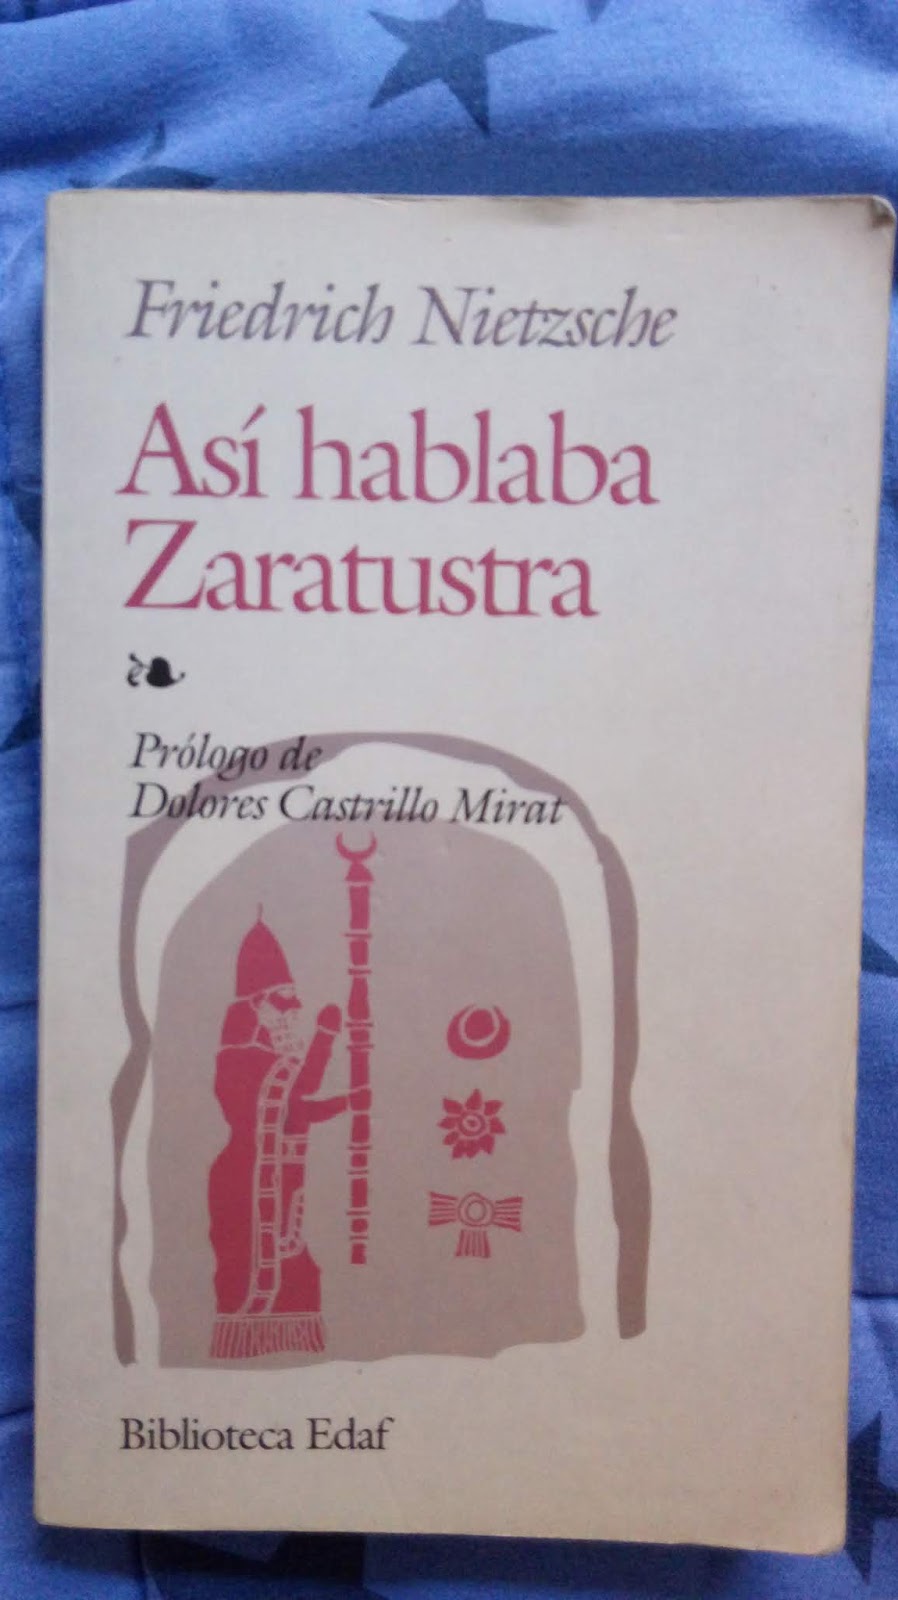 Friedrich Nietzsche
Así hablaba
Zaratustra
Prólogo de
Dolores Castrillo Mirat
Biblioteca Edaf